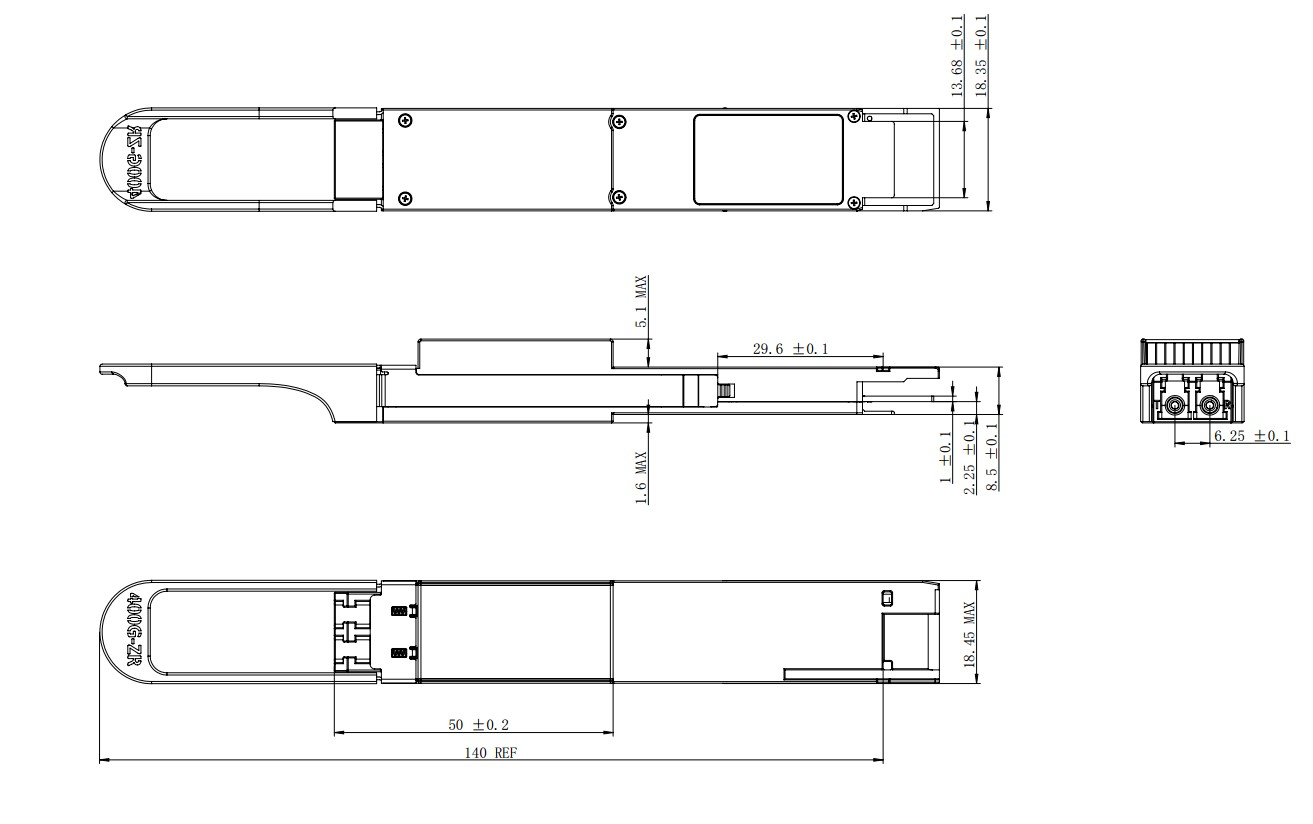 13.68 ±0.1
18.35 ±0.1
400G-ZR
5.1 MAX
29.6 ±0.1
6.25 ±0.1
1.6 MAX
1 ±0.1
2.25 ±0.1
8.5 ±0.1
400G-ZR
18.45 MAX
50 ±0.2
140 REF